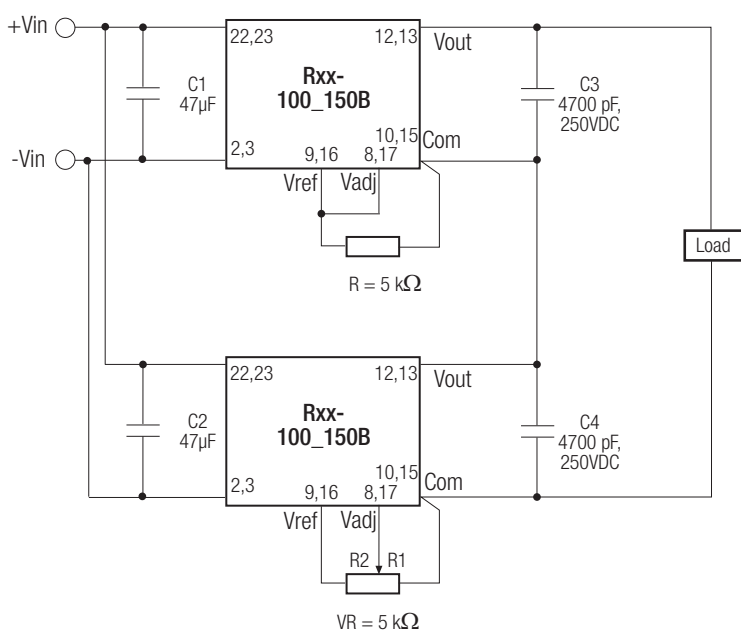 +Vin
22,23
12,13
Vout
Rxx-
100_150B
C1
47µF
C3
4700 pF,
250VDC
-Vin
2,3
10,15
Com
9,16
8,17
Vref
Vadj
R = 5 kΩ
Load
22,23
12,13
Vout
Rxx-
100_150B
C2
47µF
C4
4700 pF,
250VDC
2,3
10,15
Com
9,16
8,17
Vref
Vadj
R2
R1
VR = 5 kΩ